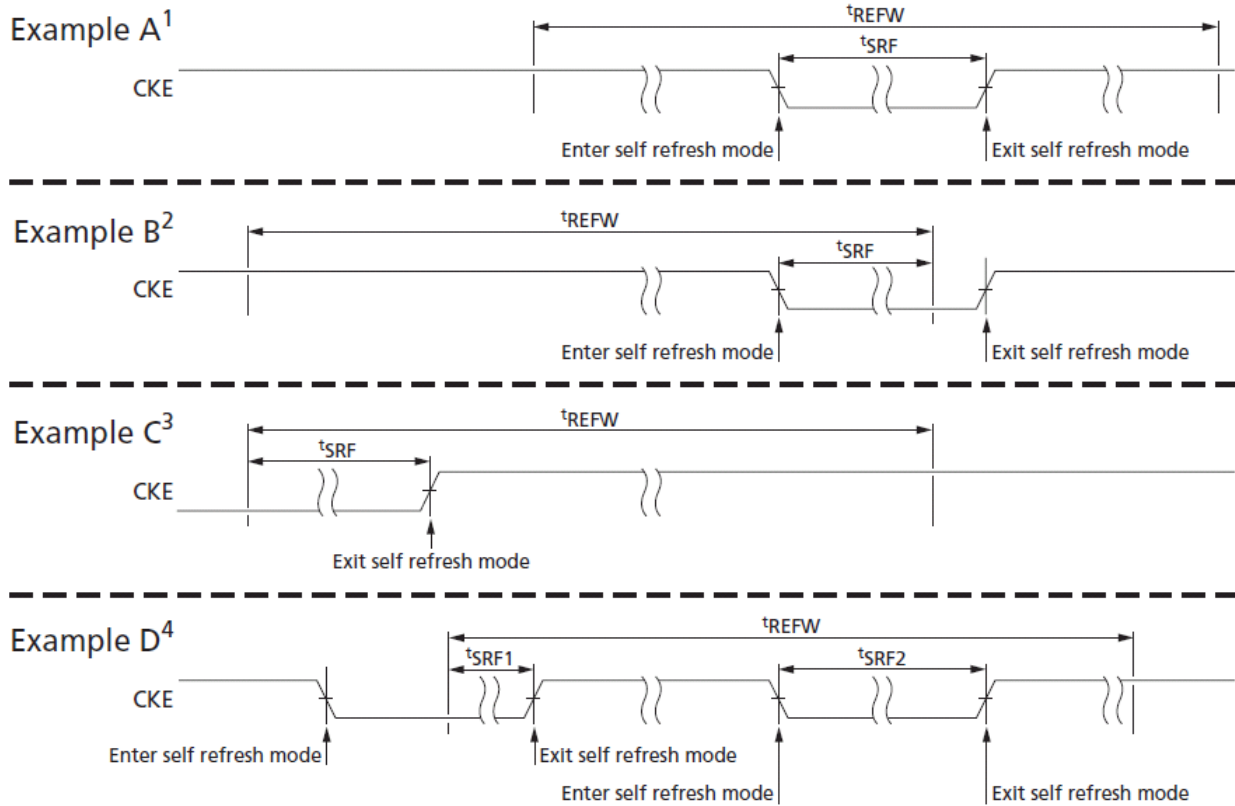 Example A¹
tREFW
tSRF
CKE
Enter self refresh mode
Exit self refresh mode
Example B²
tREFW
tSRF
CKE
Enter self refresh mode
Exit self refresh mode
Example C³
tREFW
tSRF
CKE
Exit self refresh mode
Example D⁴
tREFW
tSRF1
tSRF2
CKE
Enter self refresh mode
Exit self refresh mode
Enter self refresh mode
Exit self refresh mode